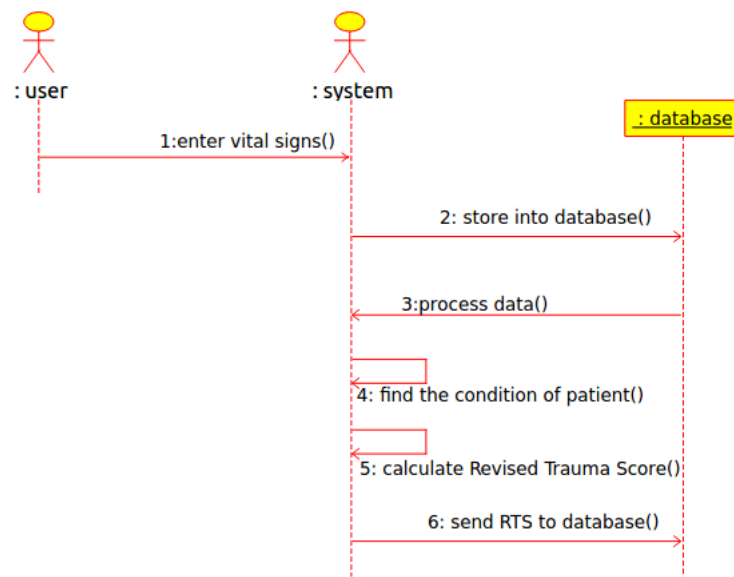 : user
: system
: database
1:enter vital signs()
2: store into database()
3:process data()
4: find the condition of patient()
5: calculate Revised Trauma Score()
6: send RTS to database()